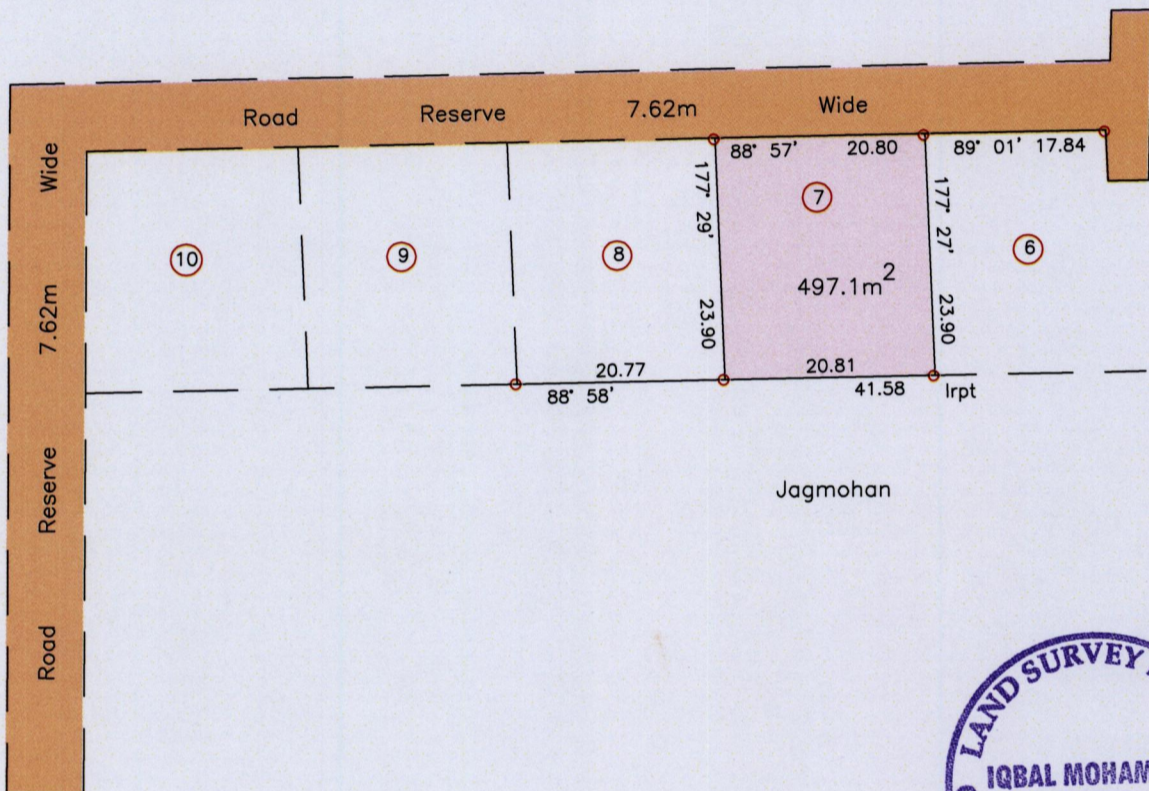 Road Reserve 7.62m Wide
88° 57' 20.80
89° 01' 17.84
177° 29' 23.90
177° 27' 23.90
10
9
8
7
6
497.1m²
20.77
20.81
88° 58'
41.58
Irpt
Jagmohan
Road Reserve 7.62m Wide
LAND SURVEY
IQBAL MOHAM